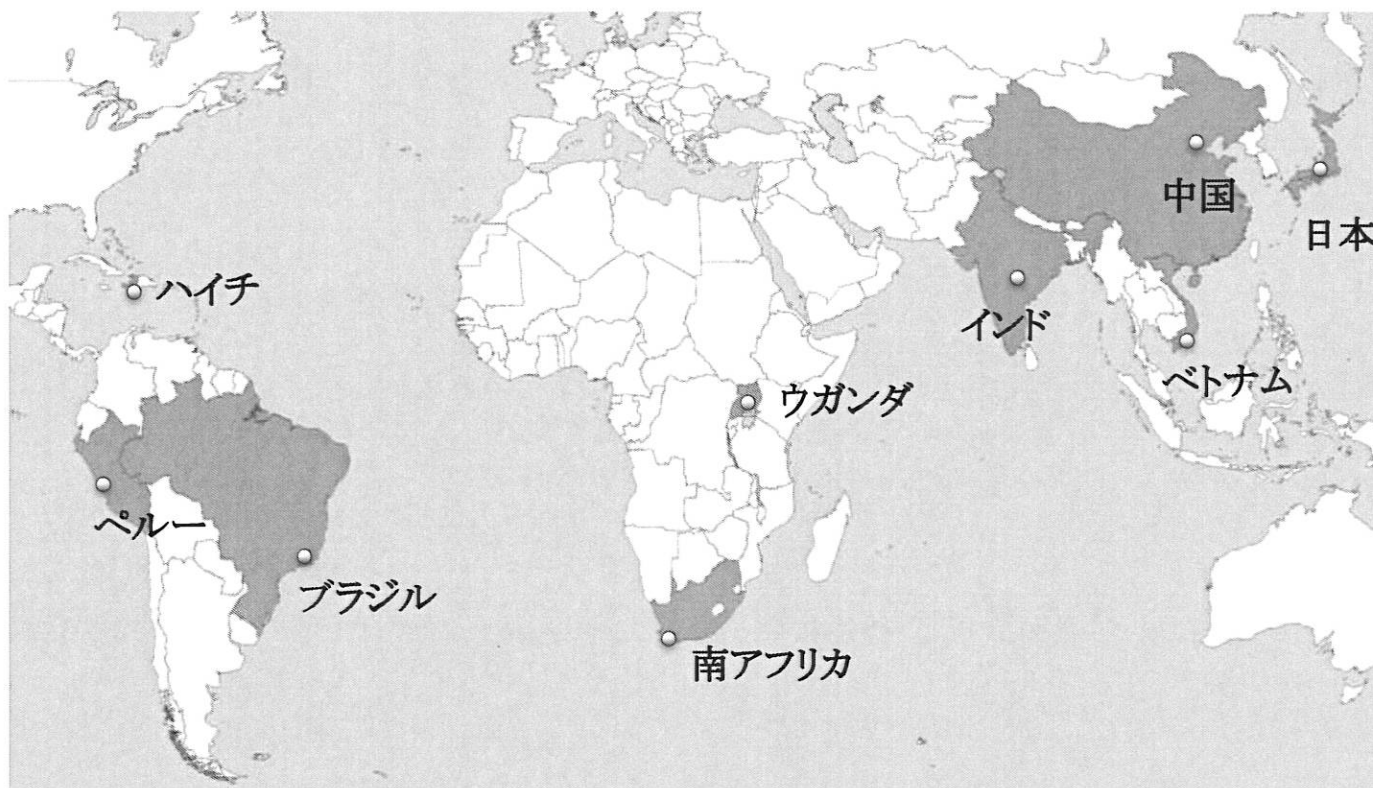 中国
日本
ハイチ
インド
ベトナム
ウガンダ
ペルー
ブラジル
南アフリカ